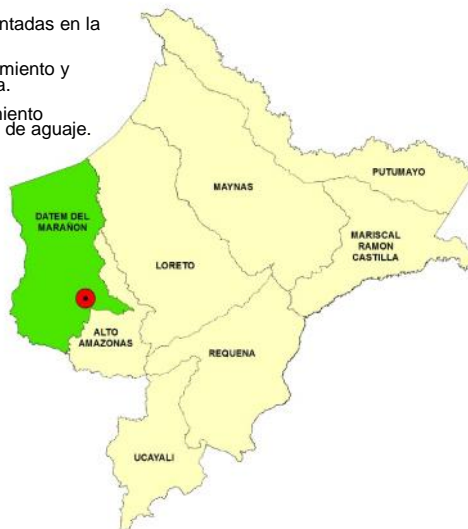 ntadas en la
miento y
a.
miento
de aguaje.
PUTUMAYO
MAYNAS
DATEM DEL
MARAÑON
MARISCAL
RAMON
CASTILLA
LORETO
ALTO
AMAZONAS
REQUENA
UCAYALI